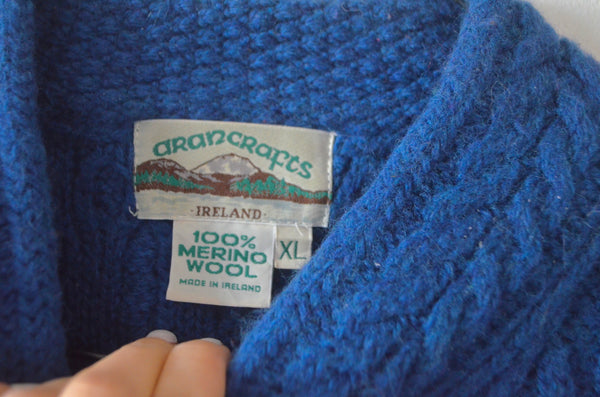 arancrafts
·IRELAND·
100%
MERINO
WOOL
MADE IN IRELAND
XL